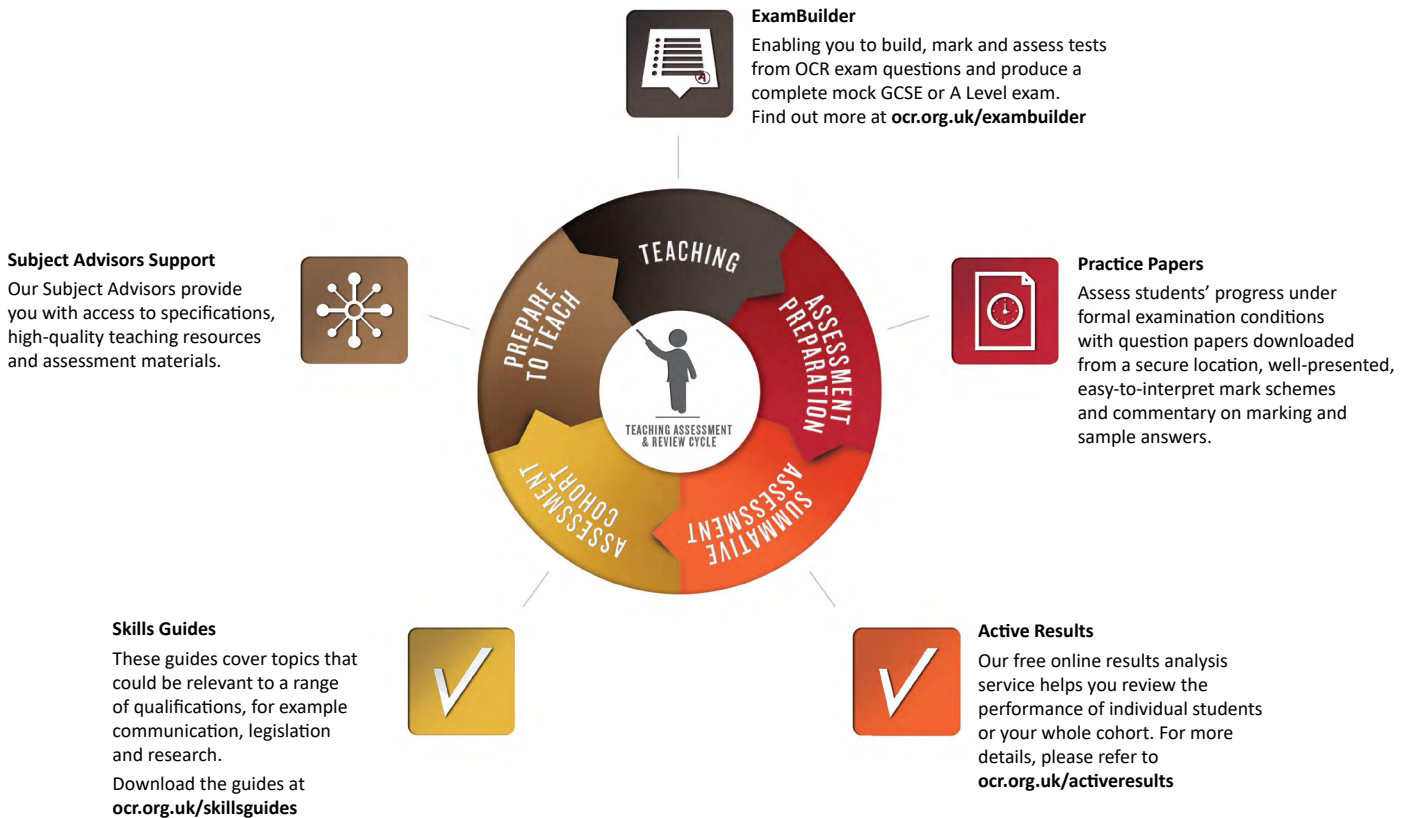 ExamBuilder
Enabling you to build, mark and assess tests
from OCR exam questions and produce a
complete mock GCSE or A Level exam.
Find out more at ocr.org.uk/exambuilder
Subject Advisors Support
Our Subject Advisors provide
you with access to specifications,
high-quality teaching resources
and assessment materials.
Practice Papers
Assess students’ progress under
formal examination conditions
with question papers downloaded
from a secure location, well-presented,
easy-to-interpret mark schemes
and commentary on marking and
sample answers.
A
TEACHING
ASSESSMENT
PREPARATION
SUMMATIVE
ASSESSMENT
ASSESSMENT
COHORT
PREPARE
TO TEACH
TEACHING ASSESSMENT
& REVIEW CYCLE
Skills Guides
These guides cover topics that
could be relevant to a range
of qualifications, for example
communication, legislation
and research.
Download the guides at
ocr.org.uk/skillsguides
Active Results
Our free online results analysis
service helps you review the
performance of individual students
or your whole cohort. For more
details, please refer to
ocr.org.uk/activeresults